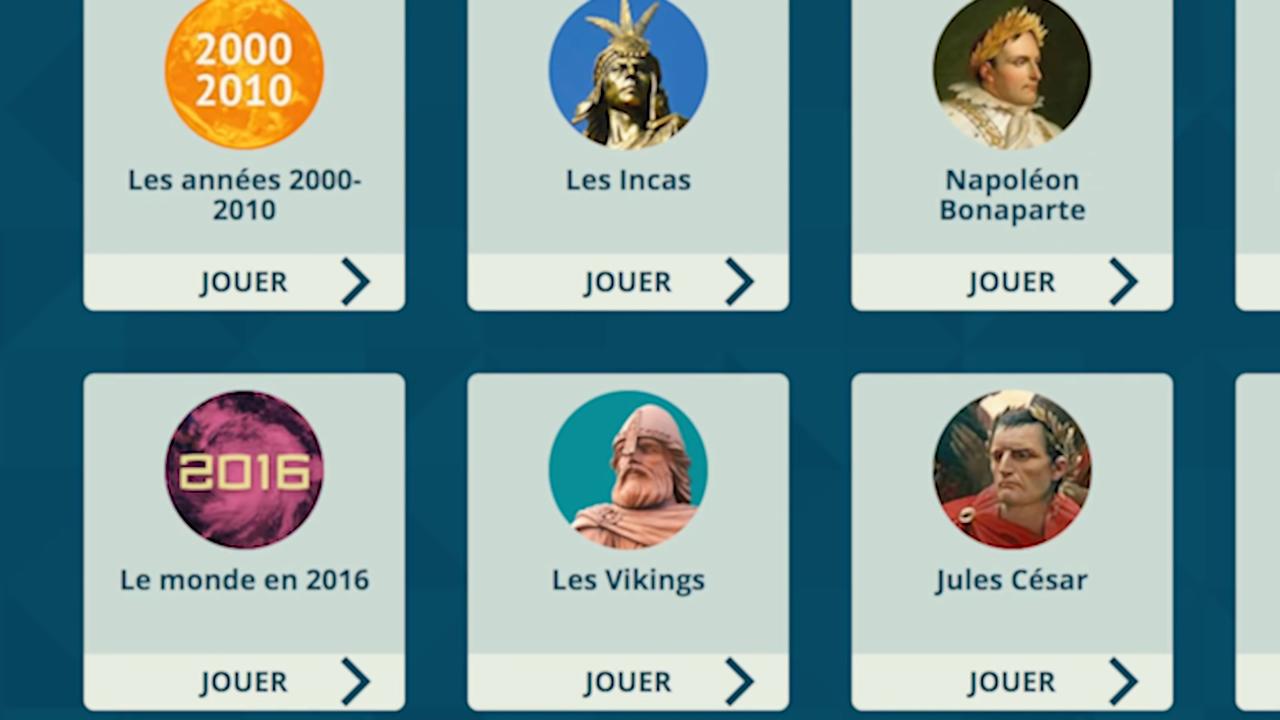 2000
2010
Les années 2000-
2010
JOUER
Les Incas
JOUER
Napoléon
Bonaparte
JOUER
2016
Le monde en 2016
JOUER
Les Vikings
JOUER
Jules César
JOUER